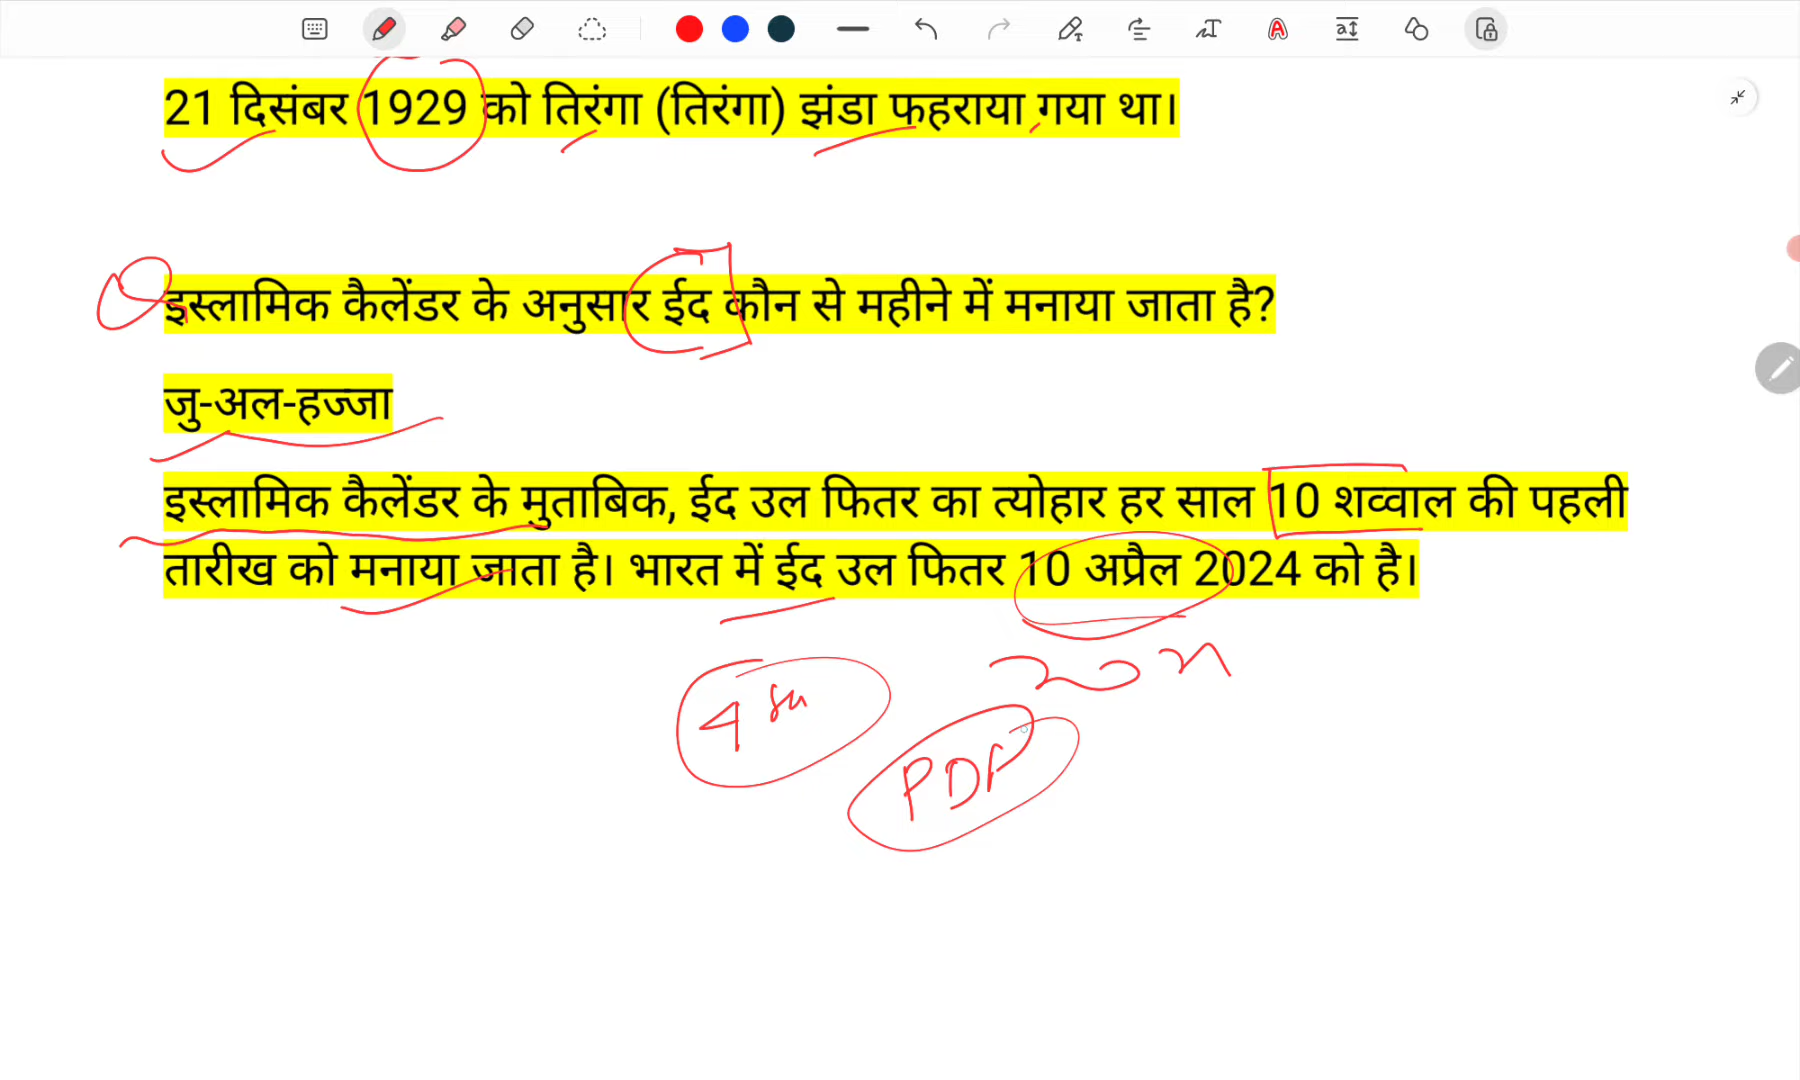 21 दिसंबर 1929 को तिरंगा (तिरंगा) झंडा फहराया गया था।
इस्लामिक कैलेंडर के अनुसार ईद कौन से महीने में मनाया जाता है?
जु-अल-हज्जा
इस्लामिक कैलेंडर के मुताबिक, ईद उल फितर का त्योहार हर साल 10 शव्वाल की पहली
तारीख को मनाया जाता है। भारत में ईद उल फितर 10 अप्रैल 2024 को है।
4
PDF